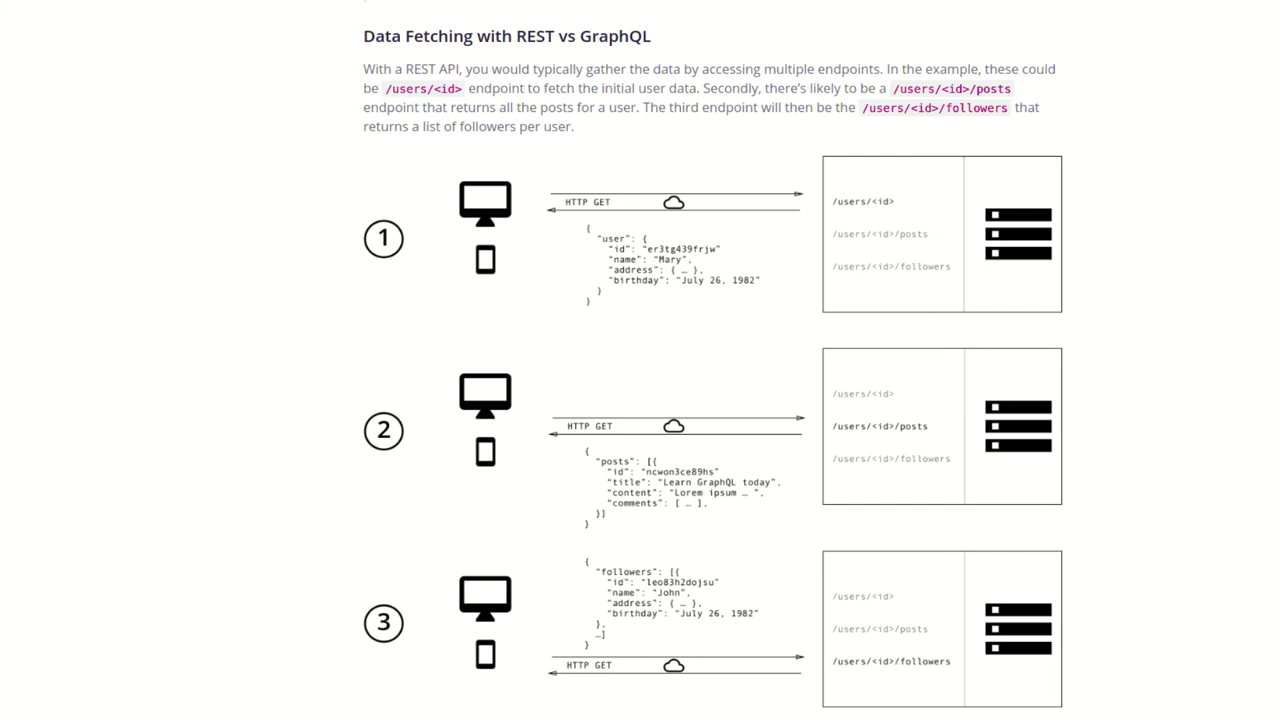 Data Fetching with REST vs GraphQL
With a REST API, you would typically gather the data by accessing multiple endpoints. In the example, these could
be /users/<id> endpoint to fetch the initial user data. Secondly, there's likely to be a /users/<id>/posts
endpoint that returns all the posts for a user. The third endpoint will then be the /users/<id>/followers that
returns a list of followers per user.
1
HTTP GET
{
"user": {
"id": "er3tg439frjw"
"name": "Mary",
"address": { … },
"birthday": "July 26, 1982"
}
}
/users/<id>
/users/<id>/posts
/users/<id>/followers
2
HTTP GET
{
"posts": [{
"id": "ncwon3ce89hs"
"title": "Learn GraphQL today",
"content": "Lorem ipsum … ",
"comments": [ … ],
}]
}
/users/<id>
/users/<id>/posts
/users/<id>/followers
3
{
"followers": [{
"id": "leo83h2dojsu"
"name": "John",
"address": { … },
"birthday": "July 26, 1982"
},
…]
}
HTTP GET
/users/<id>
/users/<id>/posts
/users/<id>/followers